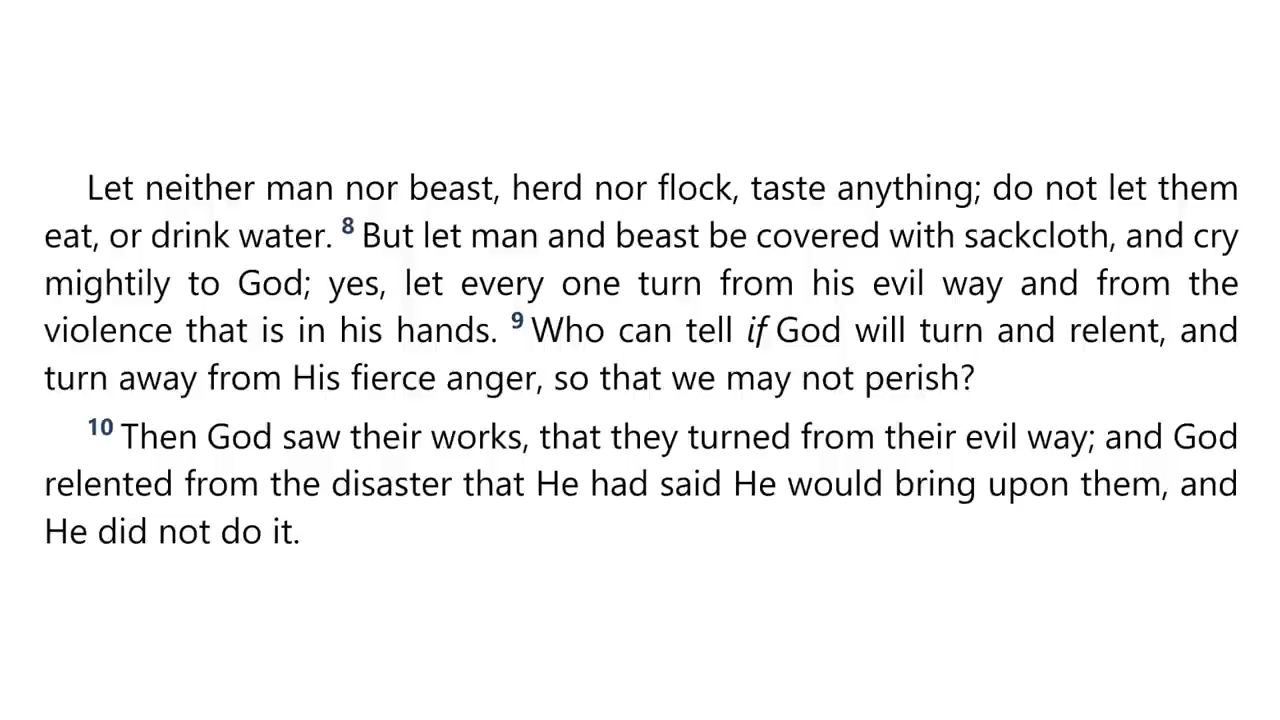 Let neither man nor beast, herd nor flock, taste anything; do not let them
eat, or drink water. 8 But let man and beast be covered with sackcloth, and cry
mightily to God; yes, let every one turn from his evil way and from the
violence that is in his hands. 9 Who can tell if God will turn and relent, and
turn away from His fierce anger, so that we may not perish?
10 Then God saw their works, that they turned from their evil way; and God
relented from the disaster that He had said He would bring upon them, and
He did not do it.